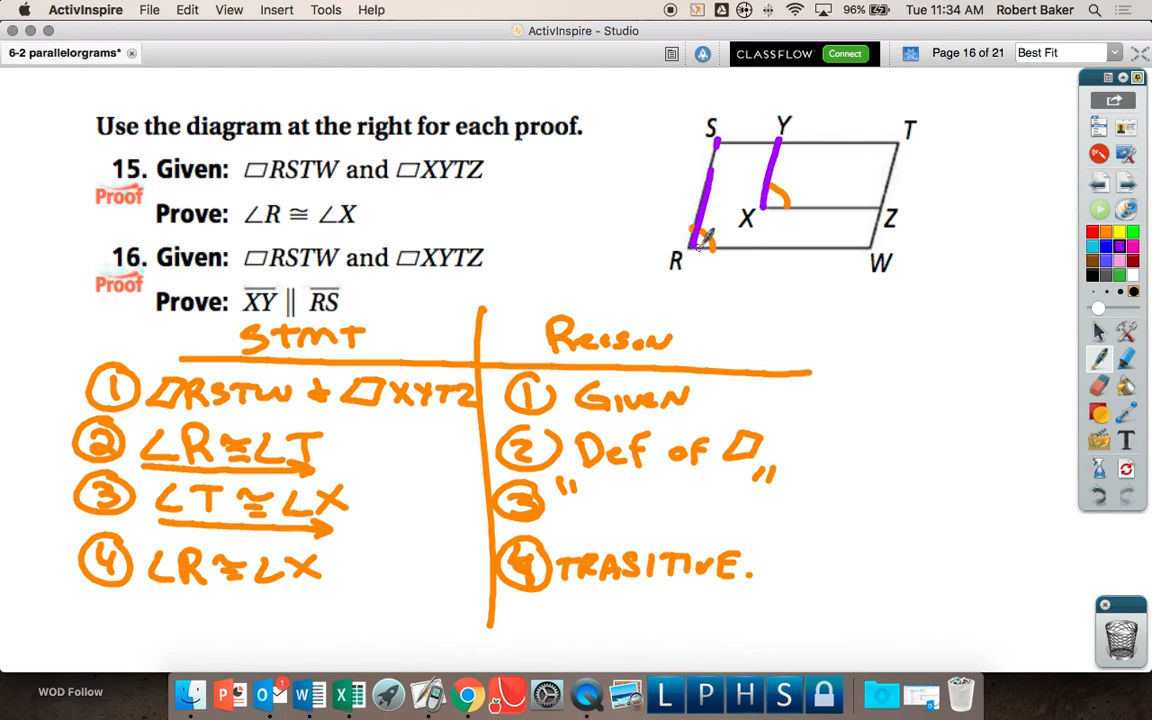 ActivInspire File Edit View Insert Tools Help 96% Tue 11:34 AM Robert Baker
ActivInspire - Studio
6-2 parallelorgrams* CLASSFLOW Connect Page 16 of 21 Best Fit
Use the diagram at the right for each proof.
15. Given: ▱RSTW and ▱XYTZ
Proof
Prove: ∠R ≅ ∠X
16. Given: ▱RSTW and ▱XYTZ
Proof
Prove: XY || RS
S Y T
X Z
R W
STMT Reason
① ▱RSTW & ▱XYTZ ① GIVEN
② ∠R≅∠T ② Def of ▱
③ ∠T≅∠X ③ " "
④ ∠R≅∠X ④ TRASITIVE.
WOD Follow
1
L P H S